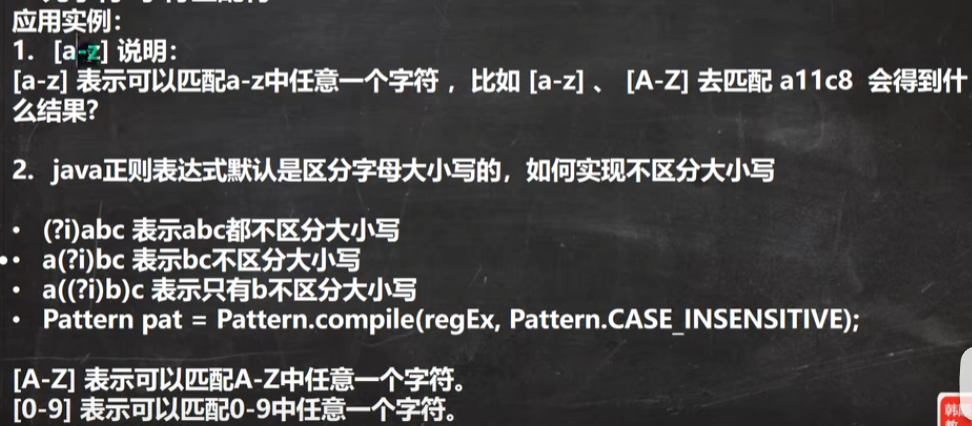 应用实例：
1. [a-z] 说明：
[a-z] 表示可以匹配a-z中任意一个字符，比如 [a-z] 、 [A-Z] 去匹配 a11c8 会得到什
么结果?
2. java正则表达式默认是区分字母大小写的，如何实现不区分大小写
• (?i)abc 表示abc都不区分大小写
• a(?i)bc 表示bc不区分大小写
• a((?i)b)c 表示只有b不区分大小写
• Pattern pat = Pattern.compile(regEx, Pattern.CASE_INSENSITIVE);
[A-Z] 表示可以匹配A-Z中任意一个字符。
[0-9] 表示可以匹配0-9中任意一个字符。